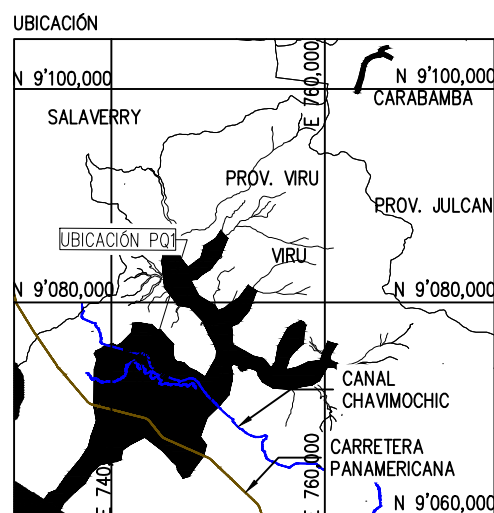 UBICACIÓN
E 760,000
N 9'100,000
N 9'100,000
CARABAMBA
SALAVERRY
PROV. VIRU
PROV. JULCAN
UBICACIÓN PQ1
VIRU
N 9'080,000
N 9'080,000
CANAL
CHAVIMOCHIC
CARRETERA
PANAMERICANA
E 740
E 760,000
N 9'060,000